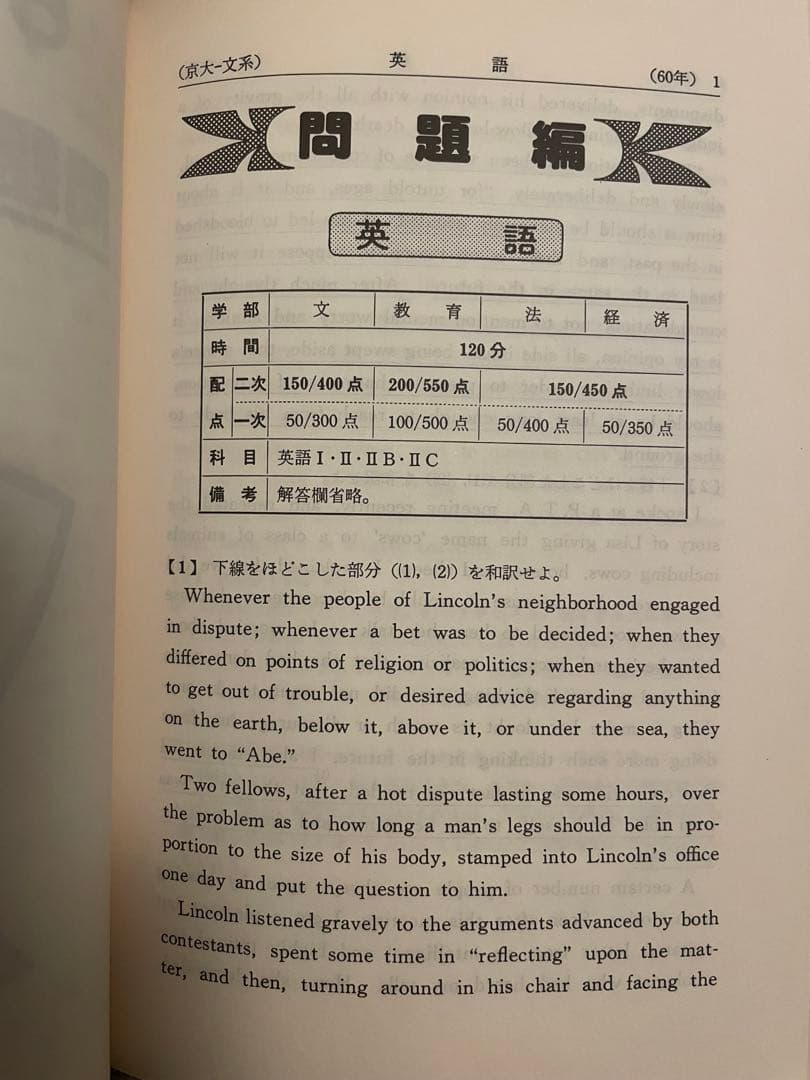 (京大-文系) 英語 (60年) 1
問題編
英語
学部 文 教育 法 経済
時間 120分
配点 二次 150/400点 200/550点 150/450点
一次 50/300点 100/500点 50/400点 50/350点
科目 英語Ⅰ・Ⅱ・ⅡB・ⅡC
備考 解答欄省略。
【1】 下線をほどこした部分 ((1), (2)) を和訳せよ。
Whenever the people of Lincoln's neighborhood engaged
in dispute; whenever a bet was to be decided; when they
differed on points of religion or politics; when they wanted
to get out of trouble, or desired advice regarding anything
on the earth, below it, above it, or under the sea, they
went to "Abe."
Two fellows, after a hot dispute lasting some hours, over
the problem as to how long a man's legs should be in pro-
portion to the size of his body, stamped into Lincoln's office
one day and put the question to him.
Lincoln listened gravely to the arguments advanced by both
contestants, spent some time in "reflecting" upon the mat-
ter, and then, turning around in his chair and facing the